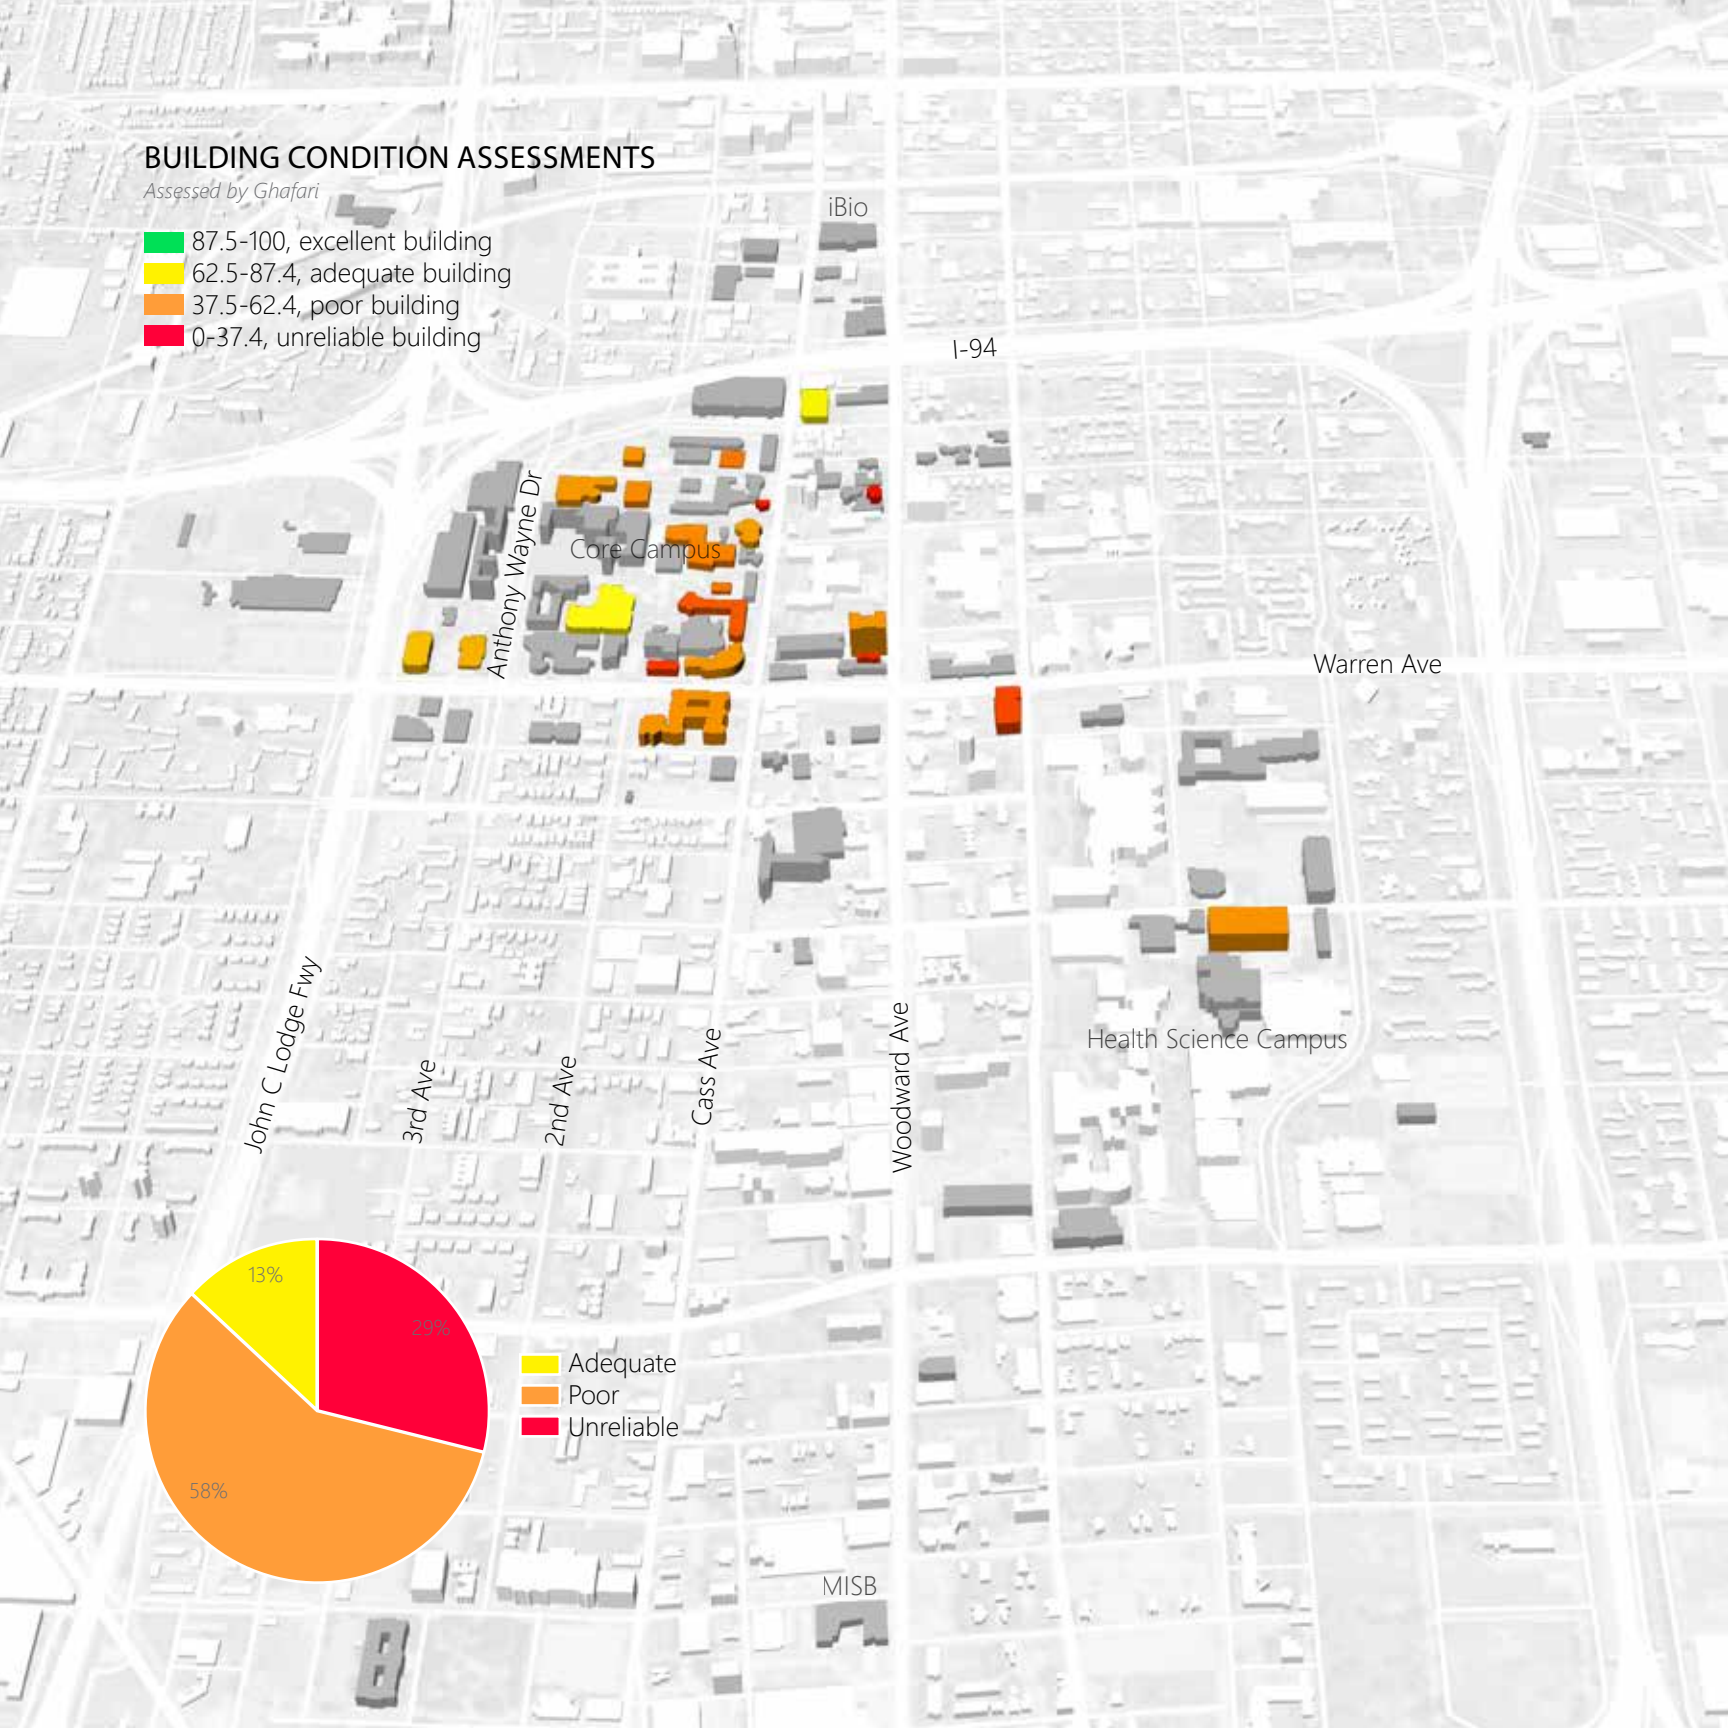 BUILDING CONDITION ASSESSMENTS
Assessed by Ghafari
87.5-100, excellent building
62.5-87.4, adequate building
37.5-62.4, poor building
0-37.4, unreliable building
iBio
I-94
Anthony Wayne Dr
Core Campus
Warren Ave
John C Lodge Fwy
3rd Ave
2nd Ave
Cass Ave
Woodward Ave
Health Science Campus
13%
29%
58%
Adequate
Poor
Unreliable
MISB